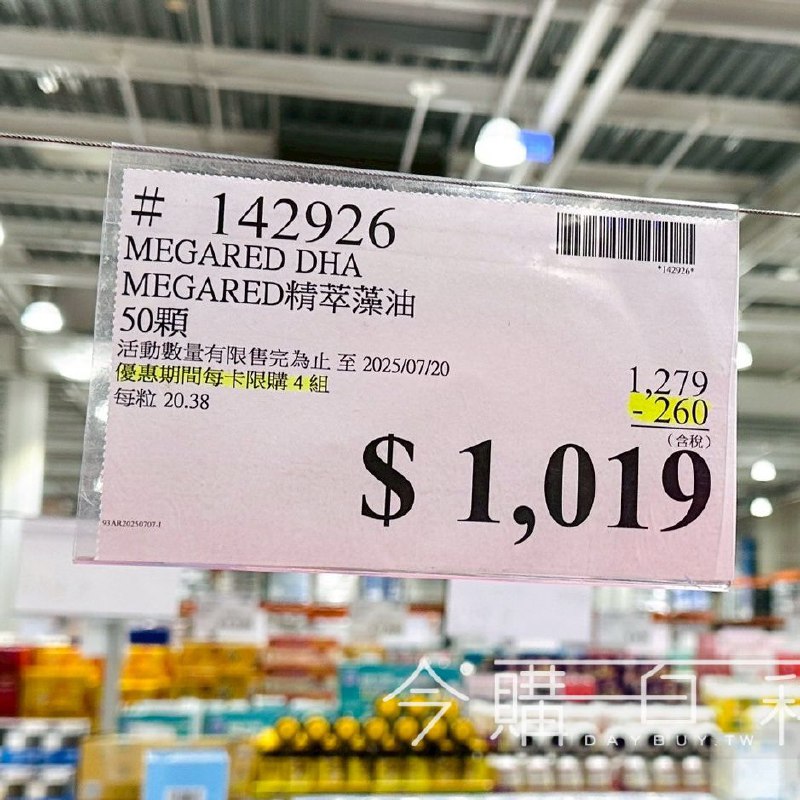 # 142926
*142926*
MEGARED DHA
MEGARED精萃藻油
50顆
活動數量有限售完為止 至 2025/07/20
優惠期間每卡限購 4 組
每粒 20.38
1,279
- 260
(含稅)
$ 1,019
93AR20250707-1
今購百利
DAYBUY.TW